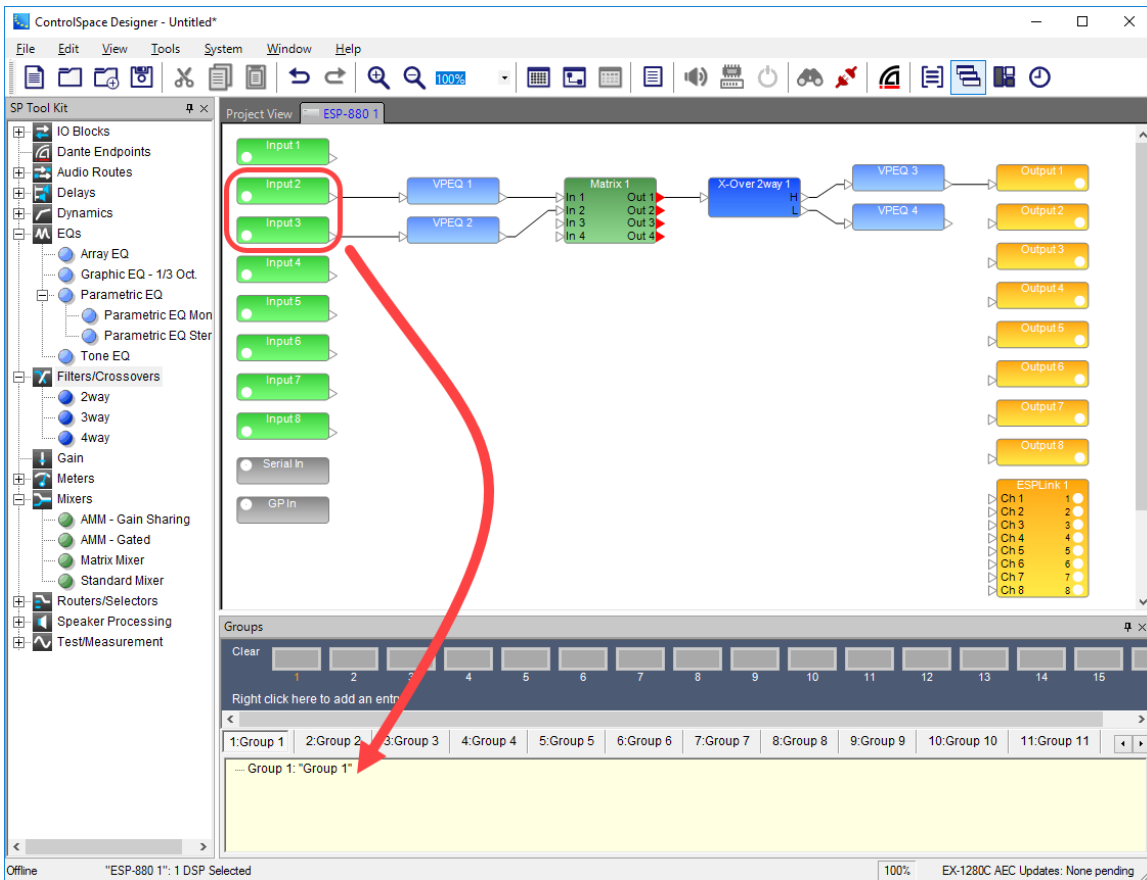 ControlSpace Designer - Untitled*
File Edit View Tools System Window Help
100%
SP Tool Kit
IO Blocks
Dante Endpoints
Audio Routes
Delays
Dynamics
EQs
Array EQ
Graphic EQ - 1/3 Oct.
Parametric EQ
Parametric EQ Mon
Parametric EQ Ster
Tone EQ
Filters/Crossovers
2way
3way
4way
Gain
Meters
Mixers
AMM - Gain Sharing
AMM - Gated
Matrix Mixer
Standard Mixer
Routers/Selectors
Speaker Processing
Test/Measurement
Project View ESP-880 1
Input 1
Input 2
Input 3
Input 4
Input 5
Input 6
Input 7
Input 8
Serial In
GP In
VPEQ 1
VPEQ 2
Matrix 1
In 1 Out 1
In 2 Out 2
In 3 Out 3
In 4 Out 4
X-Over 2way 1
H
L
VPEQ 3
VPEQ 4
Output 1
Output 2
Output 3
Output 4
Output 5
Output 6
Output 7
Output 8
ESPLink 1
Ch 1 1
Ch 2 2
Ch 3 3
Ch 4 4
Ch 5 5
Ch 6 6
Ch 7 7
Ch 8 8
Groups
Clear
1 2 3 4 5 6 7 8 9 10 11 12 13 14 15
Right click here to add an entry
1:Group 1 2:Group 2 3:Group 3 4:Group 4 5:Group 5 6:Group 6 7:Group 7 8:Group 8 9:Group 9 10:Group 10 11:Group 11
Group 1: "Group 1"
Offline "ESP-880 1": 1 DSP Selected 100% EX-1280C AEC Updates: None pending